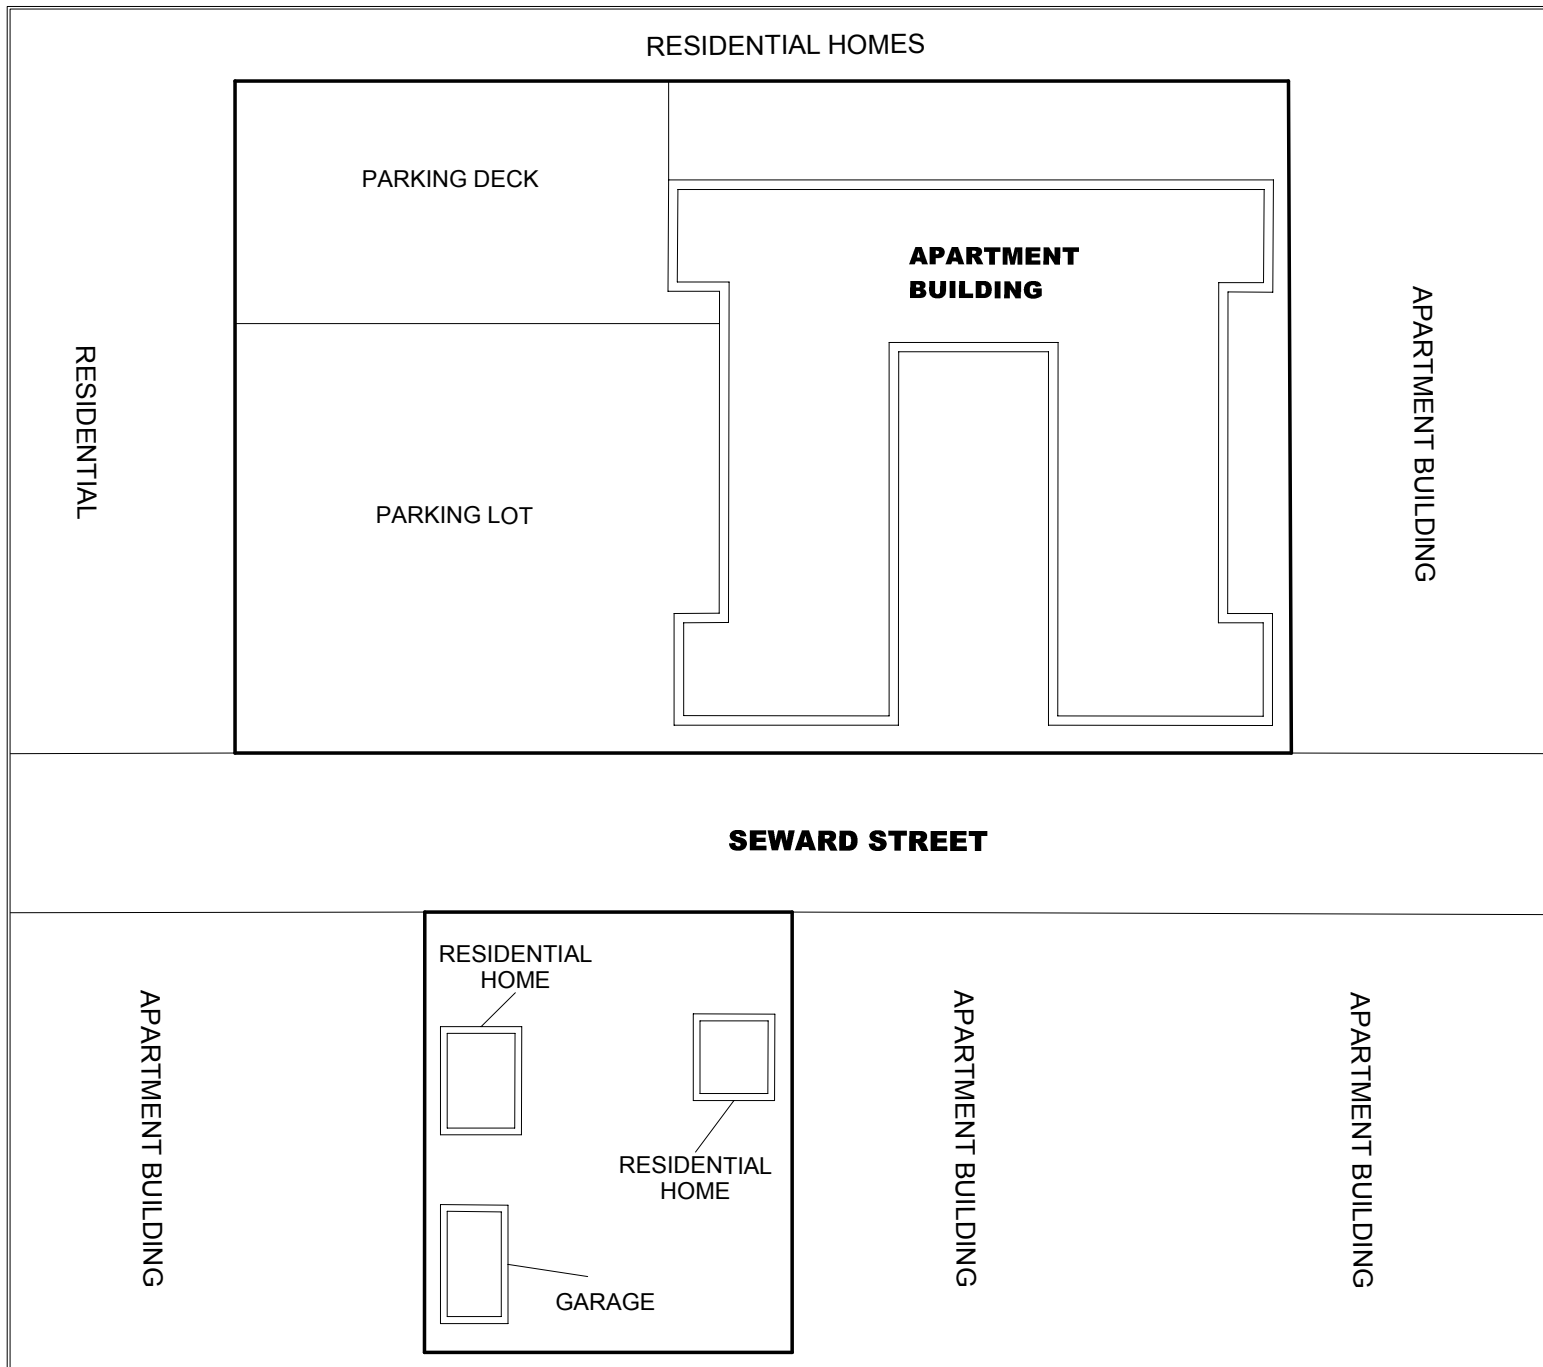 RESIDENTIAL HOMES
PARKING DECK
APARTMENT
BUILDING
RESIDENTIAL
APARTMENT BUILDING
PARKING LOT
SEWARD STREET
RESIDENTIAL
HOME
APARTMENT BUILDING
RESIDENTIAL
HOME
APARTMENT BUILDING
APARTMENT BUILDING
GARAGE